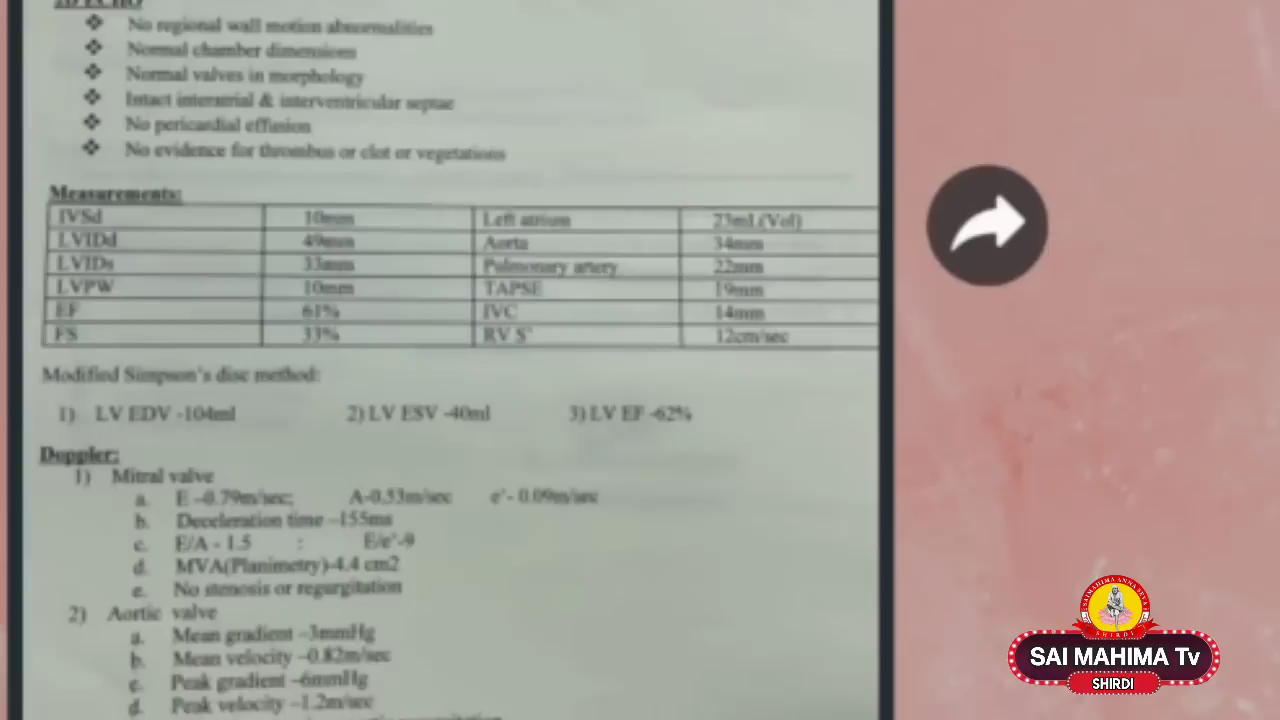 2D ECHO
No regional wall motion abnormalities
Normal chamber dimensions
Normal valves in morphology
Intact interatrial & interventricular septae
No pericardial effusion
No evidence for thrombus or clot or vegetations
Measurements:
IVSd 10mm Left atrium 23mL(Vol)
LVIDd 49mm Aorta 34mm
LVIDs 33mm Pulmonary artery 22mm
LVPW 10mm TAPSE 19mm
EF 61% IVC 14mm
FS 33% RV S' 12cm/sec
Modified Simpson's disc method:
1) LV EDV -104ml 2) LV ESV -40ml 3) LV EF -62%
Doppler:
1) Mitral valve
a. E –0.79m/sec; A-0.53m/sec e'- 0.09m/sec
b. Deceleration time –155ms
c. E/A - 1.5 : E/e'-9
d. MVA(Planimetry)-4.4 cm2
e. No stenosis or regurgitation
2) Aortic valve
a. Mean gradient –3mmHg
b. Mean velocity –0.82m/sec
c. Peak gradient –6mmHg
d. Peak velocity –1.2m/sec
SAIMAHIMA ANNA SEVA
SHIRDI
SAI MAHIMA Tv
SHIRDI